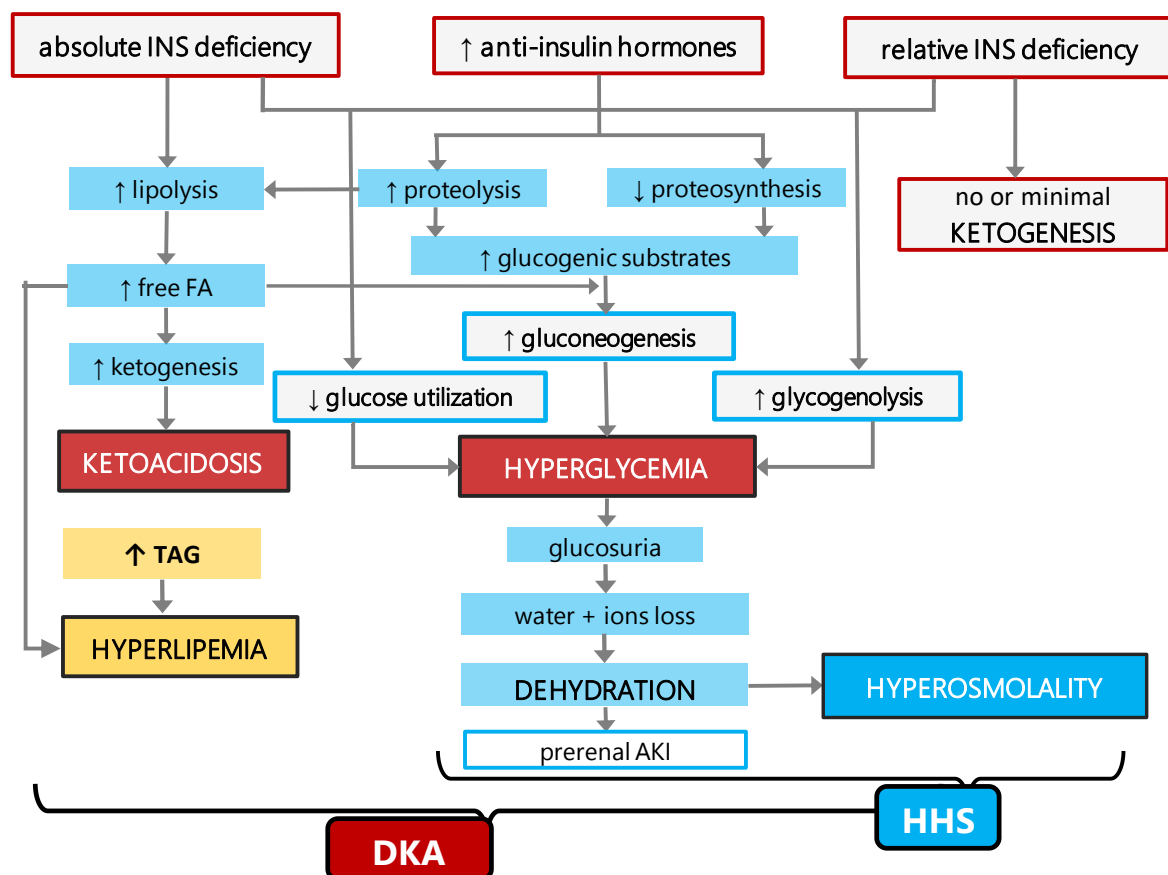 absolute INS deficiency
↑ anti-insulin hormones
relative INS deficiency
↑ lipolysis
↑ proteolysis
↓ proteosynthesis
no or minimal
KETOGENESIS
↑ glucogenic substrates
↑ free FA
↑ gluconeogenesis
↑ ketogenesis
↓ glucose utilization
↑ glycogenolysis
KETOACIDOSIS
HYPERGLYCEMIA
↑ TAG
glucosuria
water + ions loss
HYPERLIPEMIA
DEHYDRATION
HYPEROSMOLALITY
prerenal AKI
HHS
DKA